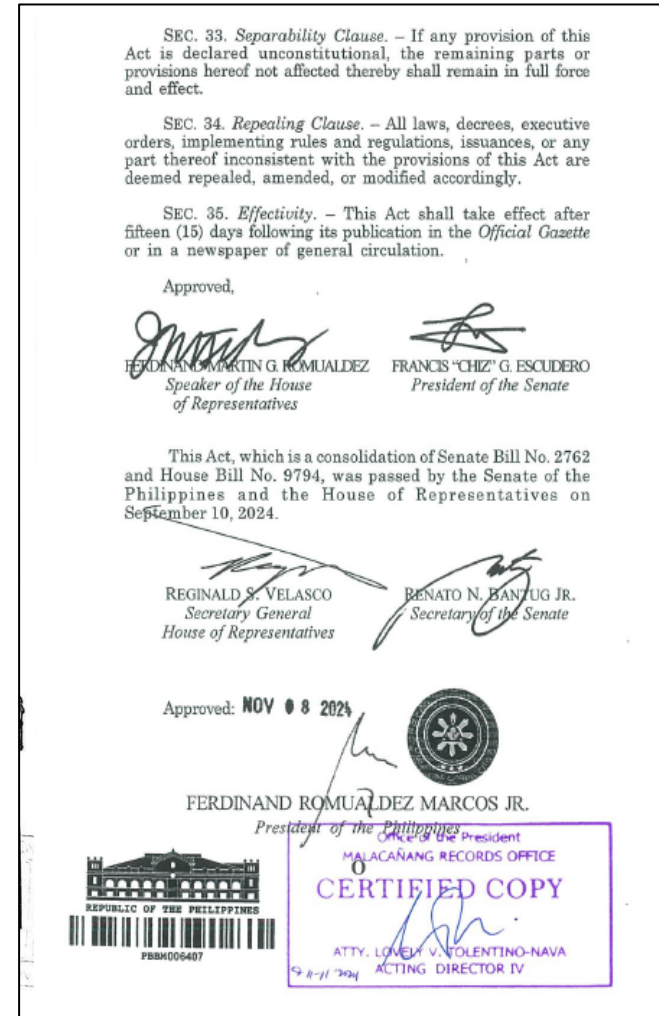 SEC. 33. Separability Clause. – If any provision of this
Act is declared unconstitutional, the remaining parts or
provisions hereof not affected thereby shall remain in full force
and effect.
SEC. 34. Repealing Clause. – All laws, decrees, executive
orders, implementing rules and regulations, issuances, or any
part thereof inconsistent with the provisions of this Act are
deemed repealed, amended, or modified accordingly.
SEC. 35. Effectivity. – This Act shall take effect after
fifteen (15) days following its publication in the Official Gazette
or in a newspaper of general circulation.
Approved,
FERDINAND MARTIN G. ROMUALDEZ FRANCIS “CHIZ” G. ESCUDERO
Speaker of the House President of the Senate
of Representatives
This Act, which is a consolidation of Senate Bill No. 2762
and House Bill No. 9794, was passed by the Senate of the
Philippines and the House of Representatives on
September 10, 2024.
REGINALD S. VELASCO RENATO N. BANTUG JR.
Secretary General Secretary of the Senate
House of Representatives
Approved: NOV 08 2024
FERDINAND ROMUALDEZ MARCOS JR.
President of the Philippines
Office of the President
MALACAÑANG RECORDS OFFICE
O
CERTIFIED COPY
ATTY. LOVELY V. TOLENTINO-NAVA
ACTING DIRECTOR IV
REPUBLIC OF THE PHILIPPINES
PBBM006407